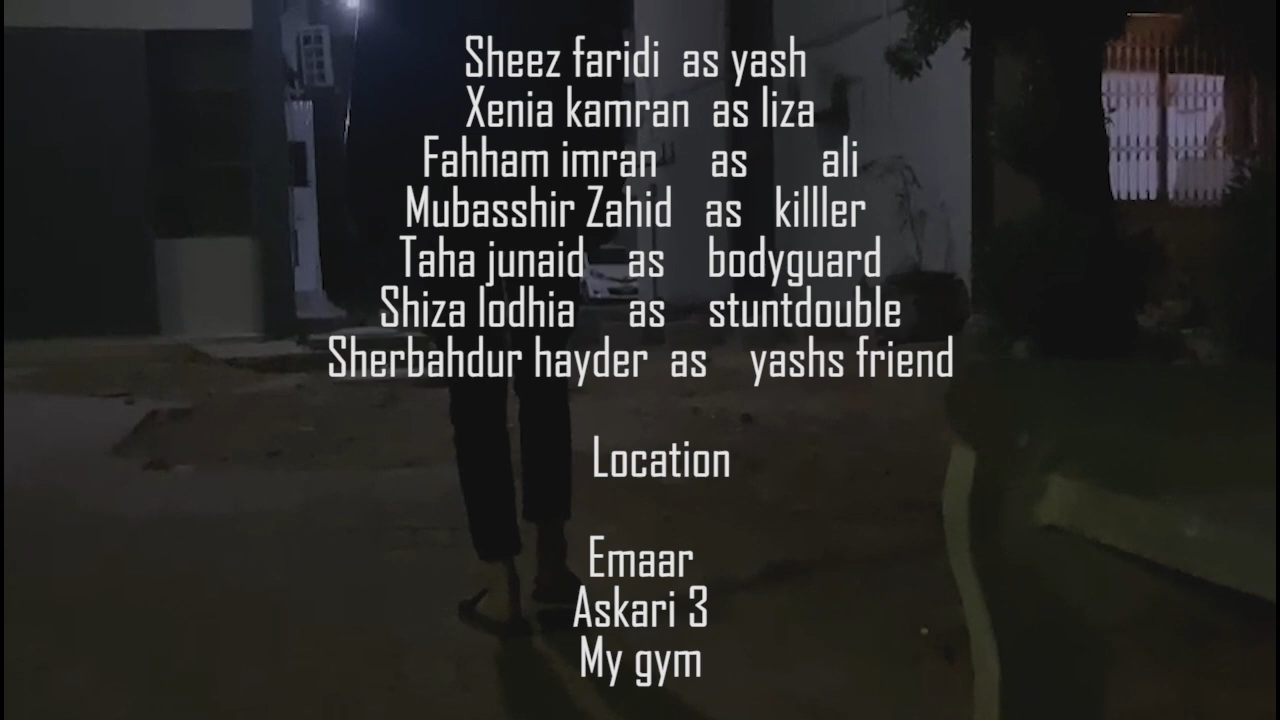 Sheez faridi as yash
Xenia kamran as liza
Fahham imran as ali
Mubasshir Zahid as killler
Taha junaid as bodyguard
Shiza lodhia as stuntdouble
Sherbahdur hayder as yashs friend
Location
Emaar
Askari 3
My gym